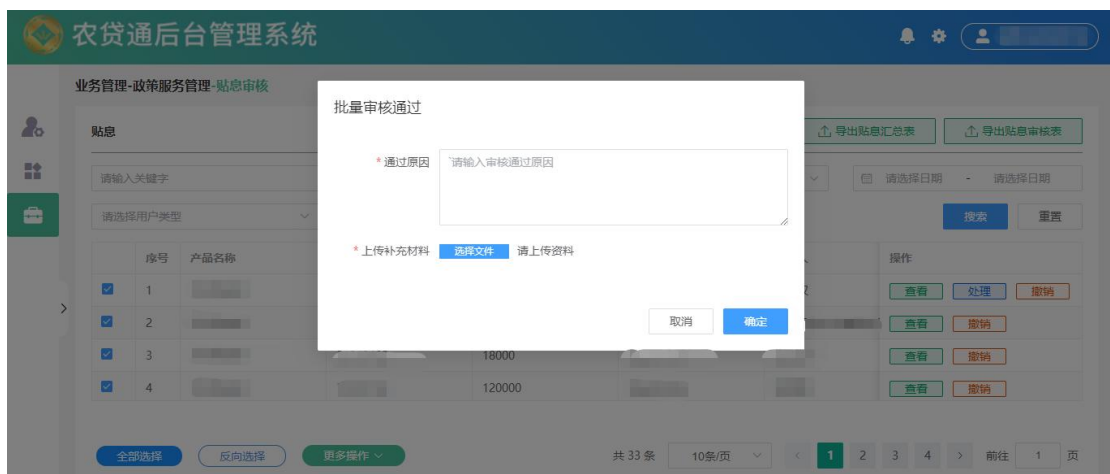 农贷通后台管理系统
业务管理-政策服务管理-贴息审核
贴息
导出贴息汇总表
导出贴息审核表
批量审核通过
* 通过原因
请输入审核通过原因
请输入关键字
请选择日期 - 请选择日期
请选择用户类型
搜索
重置
* 上传补充材料
选择文件
请上传资料
序号 产品名称 操作
1 查看 处理 撤销
取消
确定
2 查看 撤销
3 18000 查看 撤销
4 120000 查看 撤销
全部选择 反向选择 更多操作 共 33 条 10条/页 < 1 2 3 4 > 前往 1 页